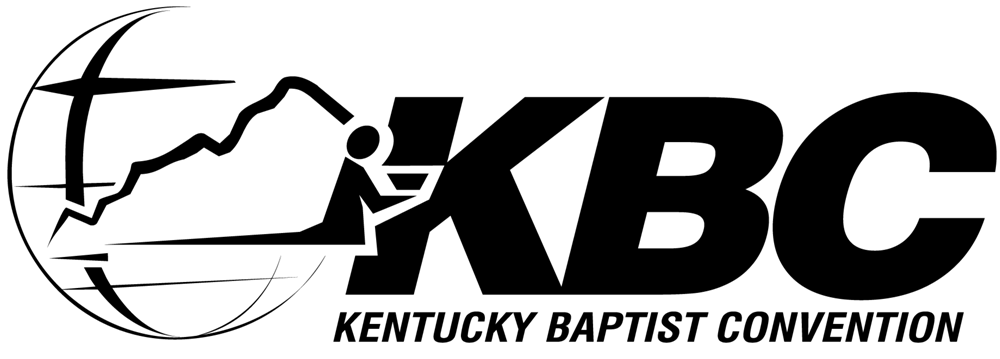 KBC
KENTUCKY BAPTIST CONVENTION